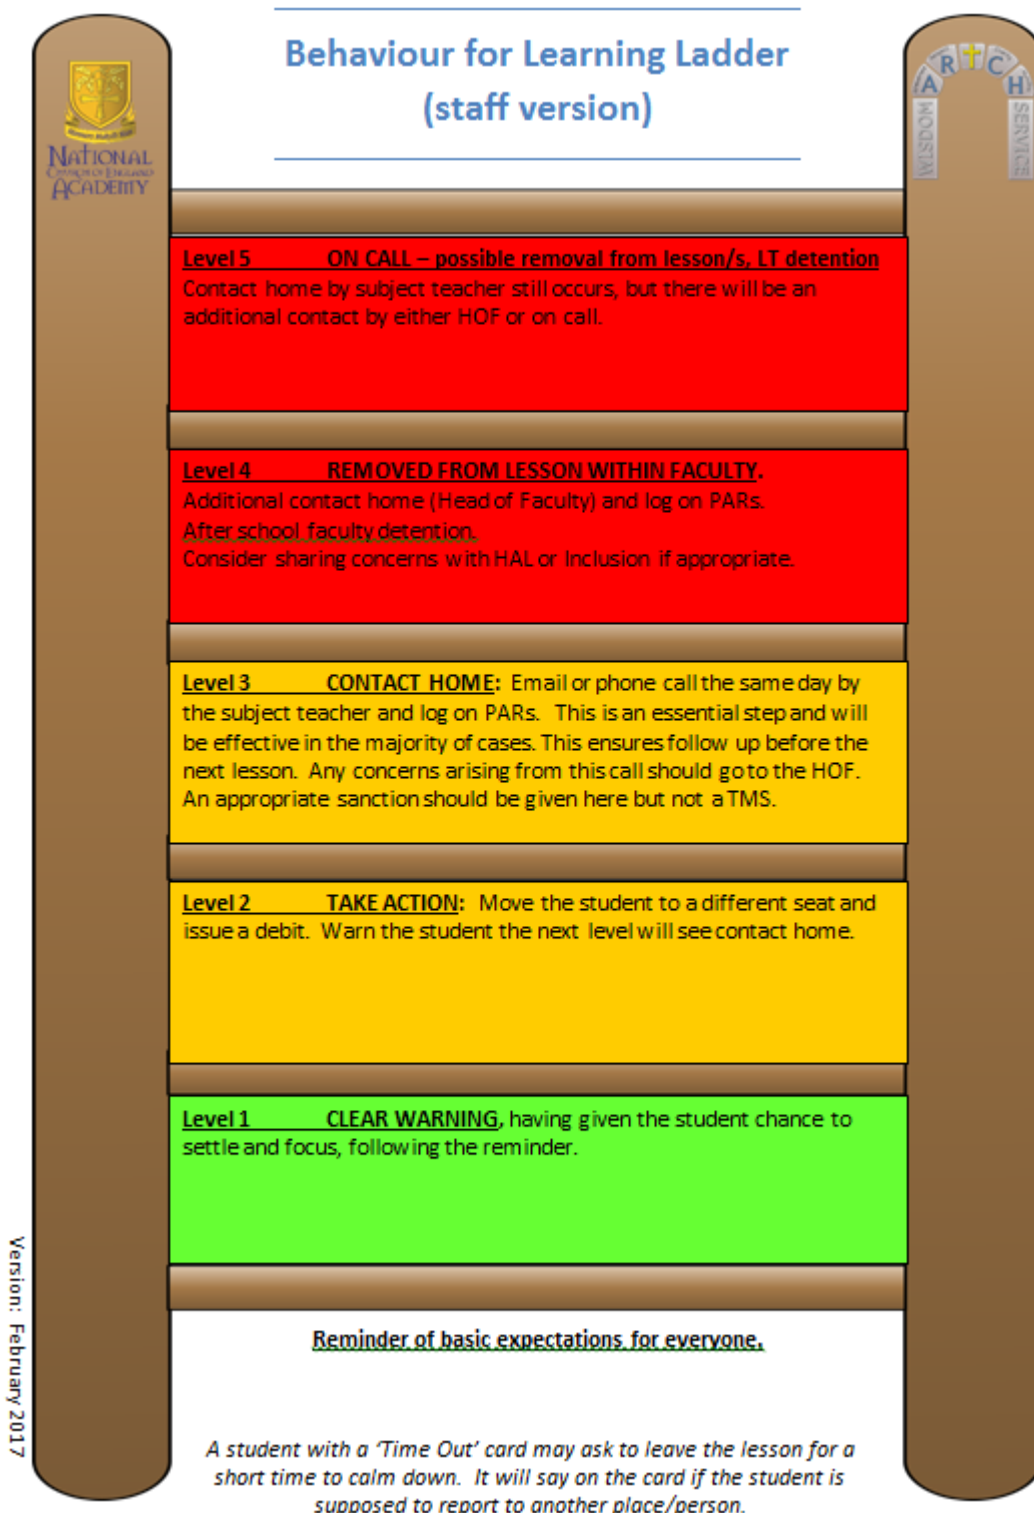 Behaviour for Learning Ladder
(staff version)
NATIONAL
CHURCH OF ENGLAND
ACADEMY
ARTCH
WISDOM
SERVICE
Level 5 ON CALL – possible removal from lesson/s, LT detention
Contact home by subject teacher still occurs, but there will be an
additional contact by either HOF or on call.
Level 4 REMOVED FROM LESSON WITHIN FACULTY.
Additional contact home (Head of Faculty) and log on PARs.
After school faculty detention.
Consider sharing concerns with HAL or Inclusion if appropriate.
Level 3 CONTACT HOME: Email or phone call the same day by
the subject teacher and log on PARs. This is an essential step and will
be effective in the majority of cases. This ensures follow up before the
next lesson. Any concerns arising from this call should go to the HOF.
An appropriate sanction should be given here but not a TMS.
Level 2 TAKE ACTION: Move the student to a different seat and
issue a debit. Warn the student the next level will see contact home.
Level 1 CLEAR WARNING, having given the student chance to
settle and focus, following the reminder.
Reminder of basic expectations for everyone.
A student with a ‘Time Out’ card may ask to leave the lesson for a
short time to calm down. It will say on the card if the student is
supposed to report to another place/person.
Version: February 2017